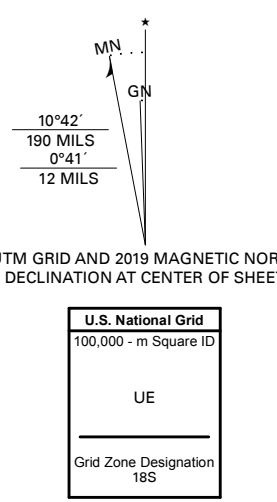 ★
MN
GN
10°42´
190 MILS
0°41´
12 MILS
UTM GRID AND 2019 MAGNETIC NOR
DECLINATION AT CENTER OF SHEET
U.S. National Grid
100,000 - m Square ID
UE
Grid Zone Designation
18S